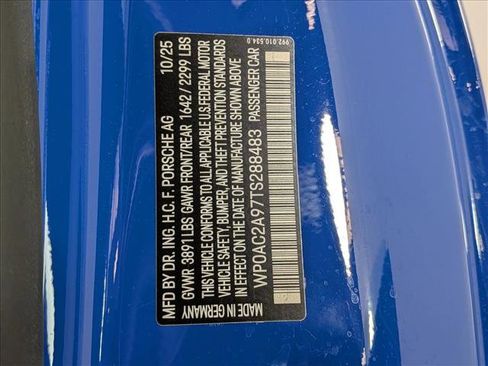 MFD BY DR. ING. H.C. F. PORSCHE AG 10/25
GVWR 3891 LBS GAWR FRONT/REAR 1642 / 2299 LBS
THIS VEHICLE CONFORMS TO ALL APPLICABLE U.S. FEDERAL MOTOR
VEHICLE SAFETY, BUMPER, AND THEFT PREVENTION STANDARDS IN
EFFECT ON THE DATE OF MANUFACTURE SHOWN ABOVE
WP0AC2A97TS288483 PASSENGER CAR
MADE IN GERMANY
992.010.534.D